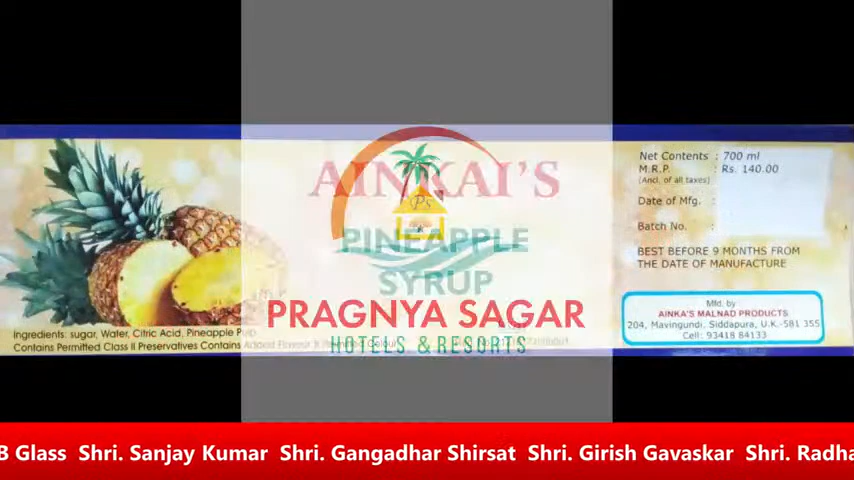 AINKAI'S
PINEAPPLE
SYRUP
Ps
PRAGNYA SAGAR
HOTELS & RESORTS
Ingredients: sugar, Water, Citric Acid, Pineapple Pulp
Contains Permitted Class II Preservatives Contains Added Flavour
Net Contents : 700 ml
M.R.P. : Rs. 140.00
(Ancl. of all taxes)
Date of Mfg. :
Batch No. :
BEST BEFORE 9 MONTHS FROM
THE DATE OF MANUFACTURE
Mfd. by
AINKA'S MALNAD PRODUCTS
204, Mavingundi, Siddapura, U.K.-581 355
Cell: 93418 84133
B Glass Shri. Sanjay Kumar Shri. Gangadhar Shirsat Shri. Girish Gavaskar Shri. Radha